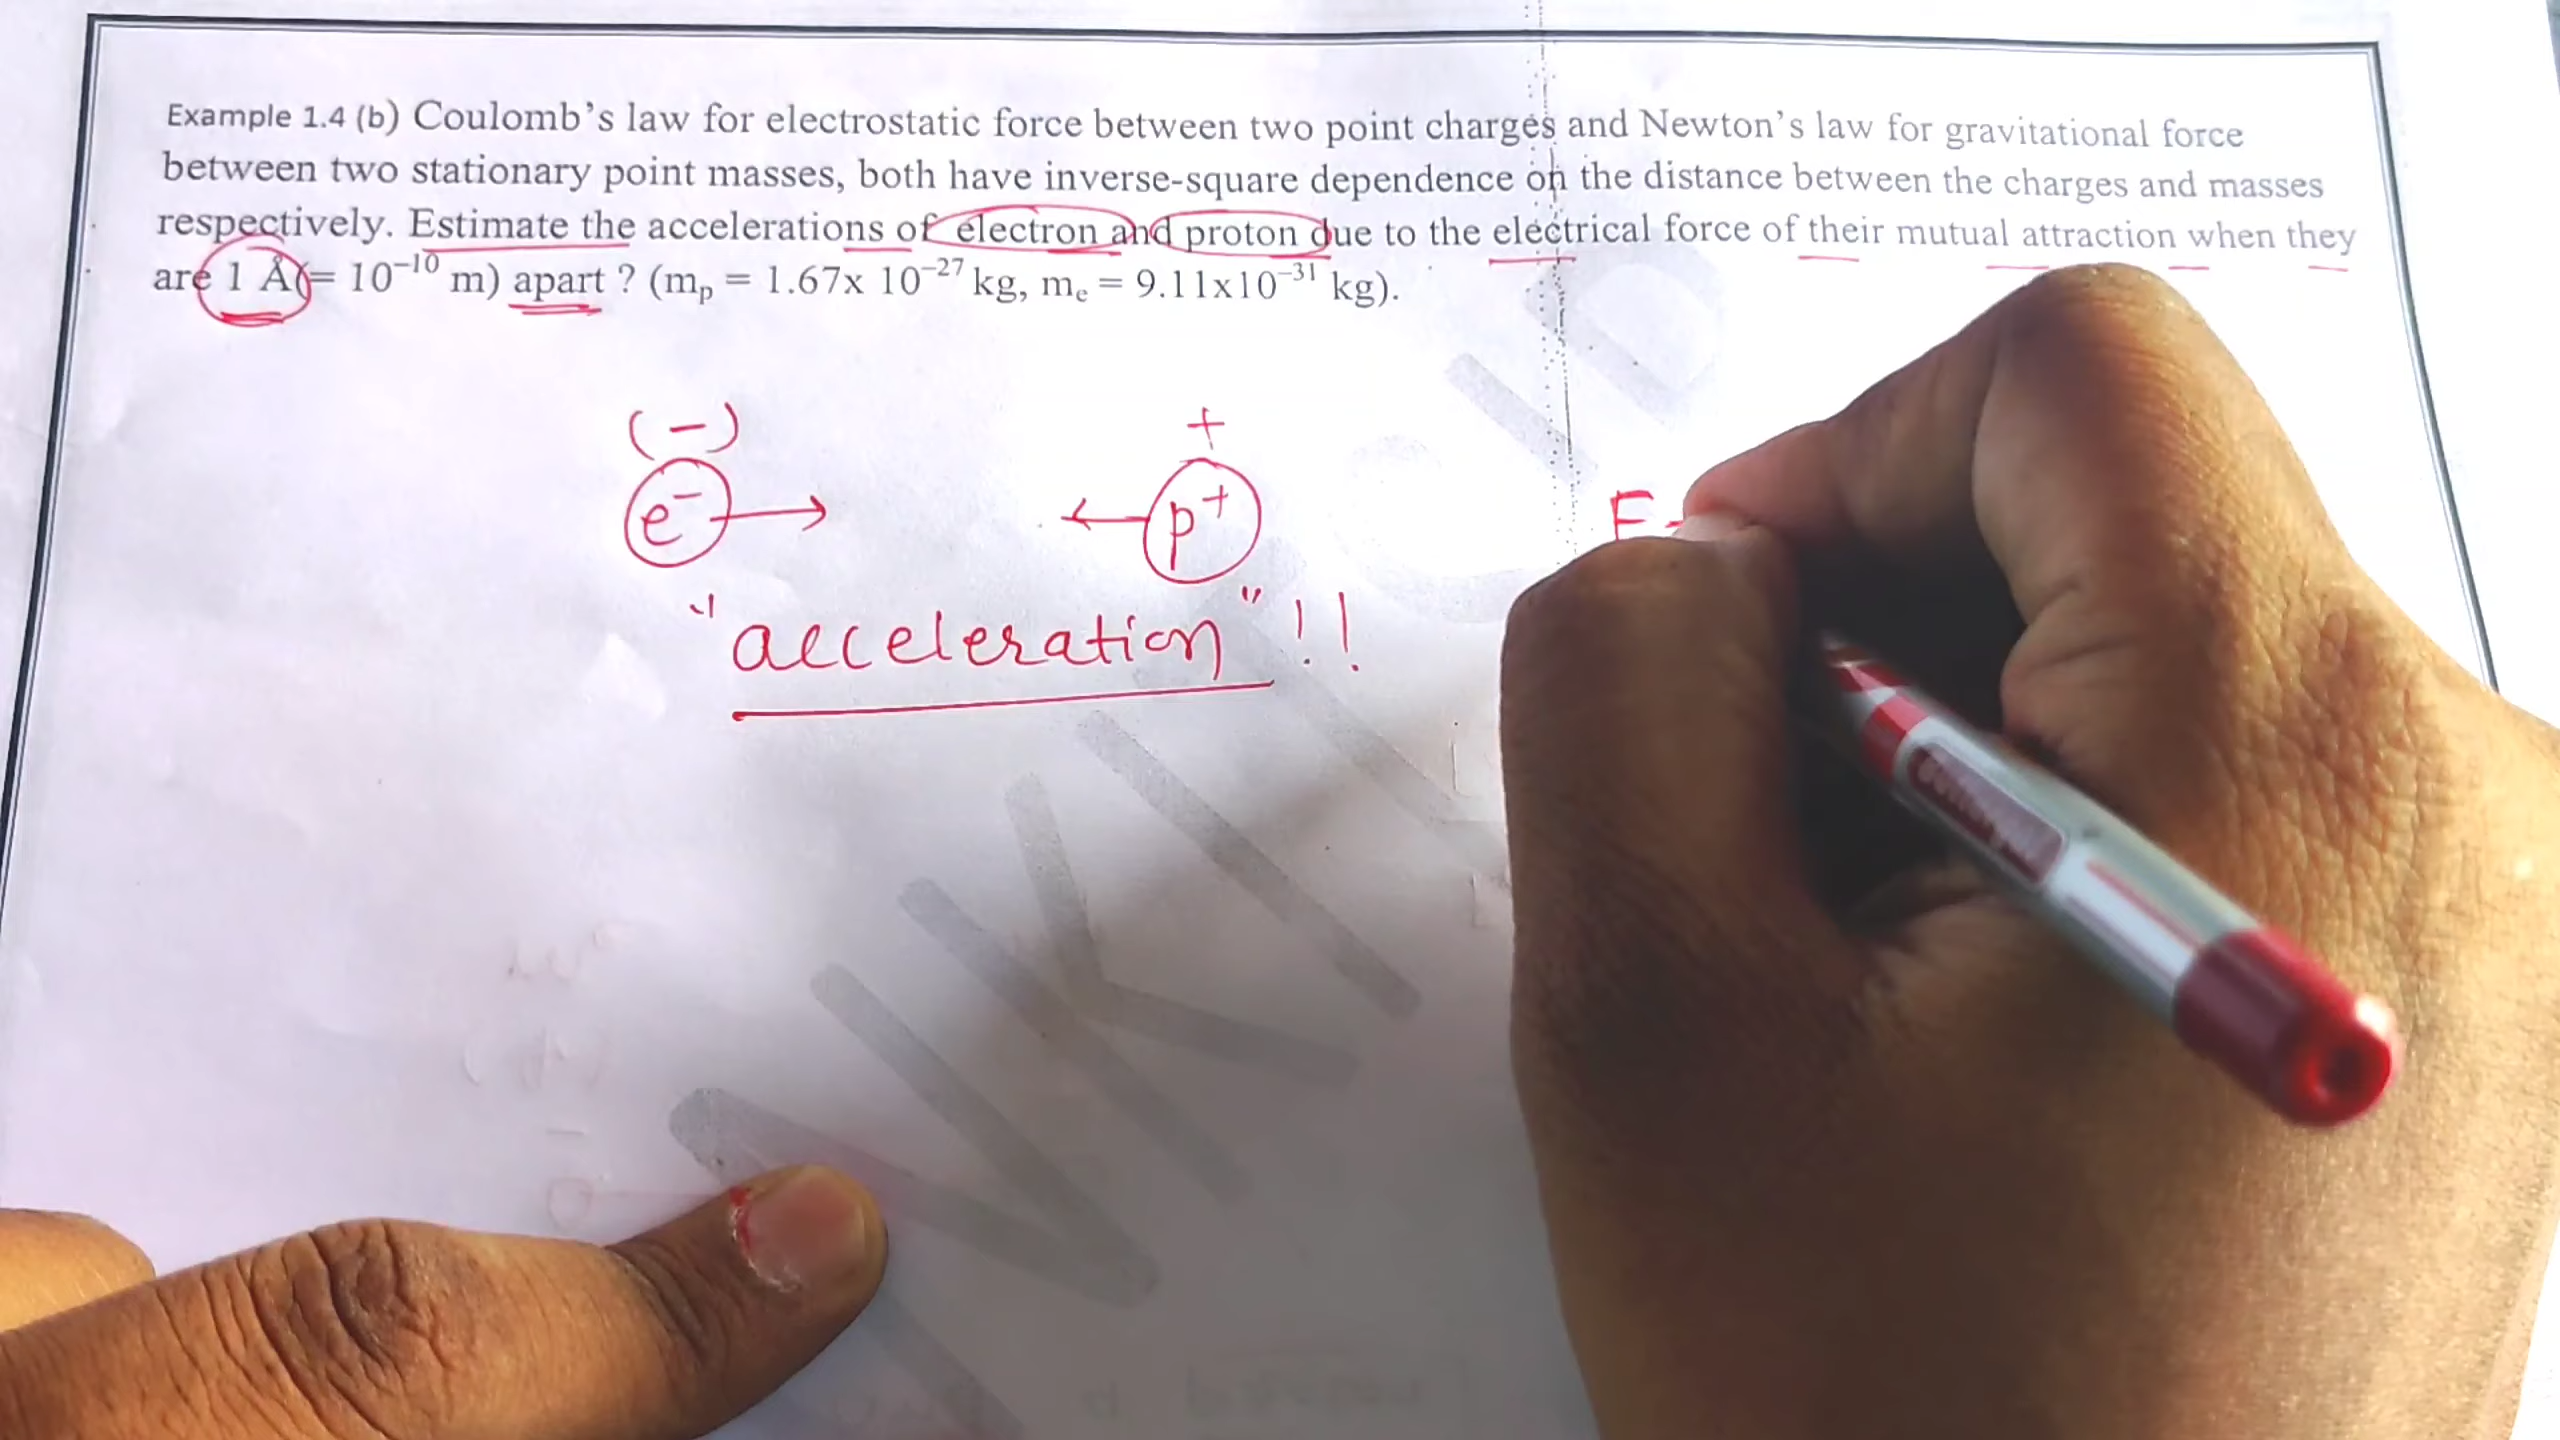 Example 1.4 (b) Coulomb's law for electrostatic force between two point charges and Newton's law for gravitational force
between two stationary point masses, both have inverse-square dependence on the distance between the charges and masses
respectively. Estimate the accelerations of electron and proton due to the electrical force of their mutual attraction when they
are 1 Å(= 10⁻¹⁰ m) apart ? (mₚ = 1.67x 10⁻²⁷ kg, mₑ = 9.11x10⁻³¹ kg).
(-) +
e⁻ p⁺ F
"acceleration" !!